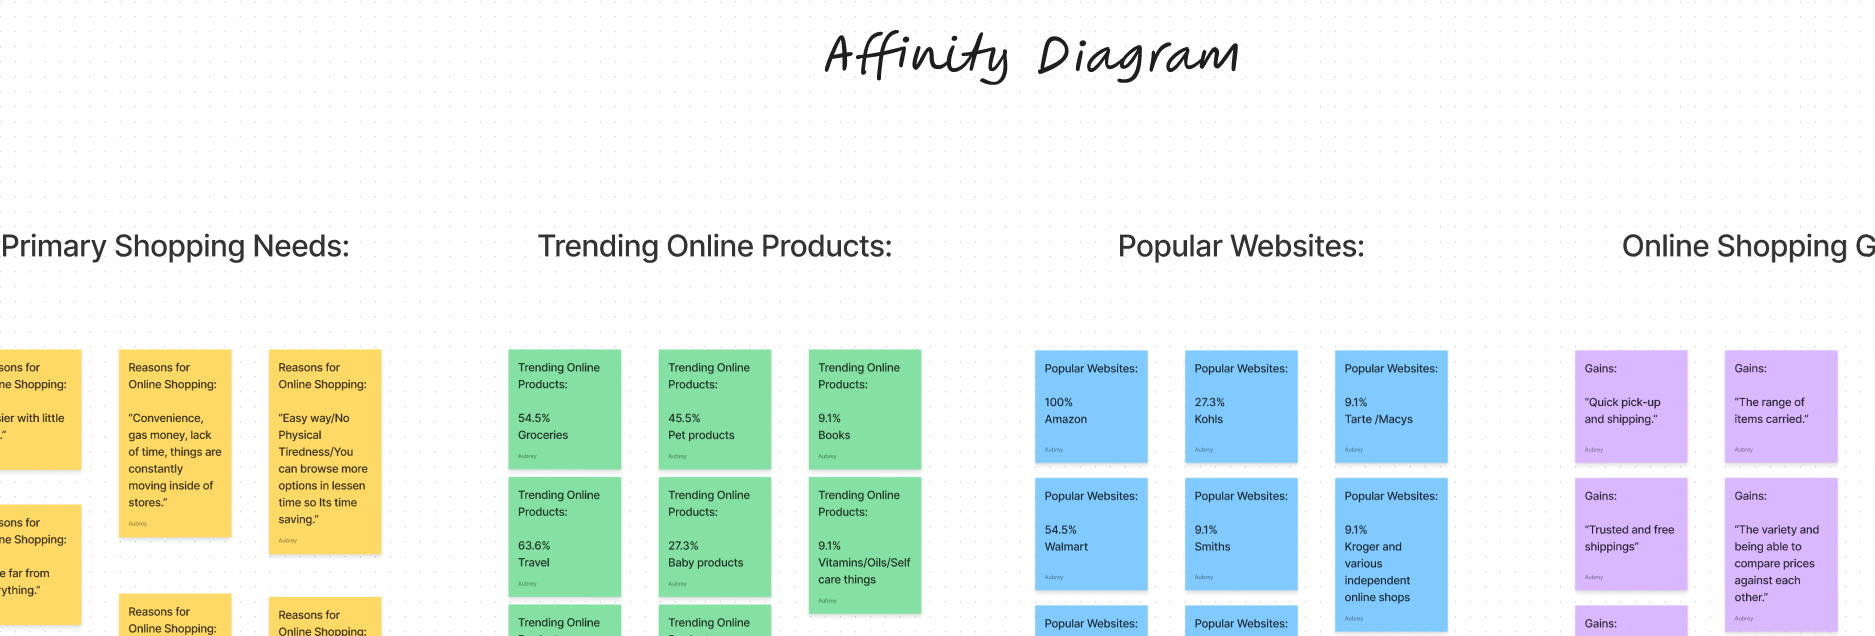 Affinity Diagram
Primary Shopping Needs:
Trending Online Products:
Popular Websites:
Online Shopping G
sons for
ne Shopping:
sier with little
."
Reasons for
Online Shopping:
"Convenience,
gas money, lack
of time, things are
constantly
moving inside of
stores."
Aubrey
Reasons for
Online Shopping:
"Easy way/No
Physical
Tiredness/You
can browse more
options in lessen
time so Its time
saving."
Aubrey
sons for
ne Shopping:
e far from
rything."
Reasons for
Online Shopping:
Reasons for
Online Shopping:
Trending Online
Products:
54.5%
Groceries
Aubrey
Trending Online
Products:
45.5%
Pet products
Aubrey
Trending Online
Products:
9.1%
Books
Aubrey
Trending Online
Products:
63.6%
Travel
Aubrey
Trending Online
Products:
27.3%
Baby products
Aubrey
Trending Online
Products:
9.1%
Vitamins/Oils/Self
care things
Aubrey
Trending Online
Trending Online
Popular Websites:
100%
Amazon
Aubrey
Popular Websites:
27.3%
Kohls
Aubrey
Popular Websites:
9.1%
Tarte /Macys
Aubrey
Popular Websites:
54.5%
Walmart
Aubrey
Popular Websites:
9.1%
Smiths
Aubrey
Popular Websites:
9.1%
Kroger and
various
independent
online shops
Aubrey
Popular Websites:
Popular Websites:
Gains:
"Quick pick-up
and shipping."
Aubrey
Gains:
"The range of
items carried."
Aubrey
Gains:
"Trusted and free
shippings"
Aubrey
Gains:
"The variety and
being able to
compare prices
against each
other."
Aubrey
Gains: